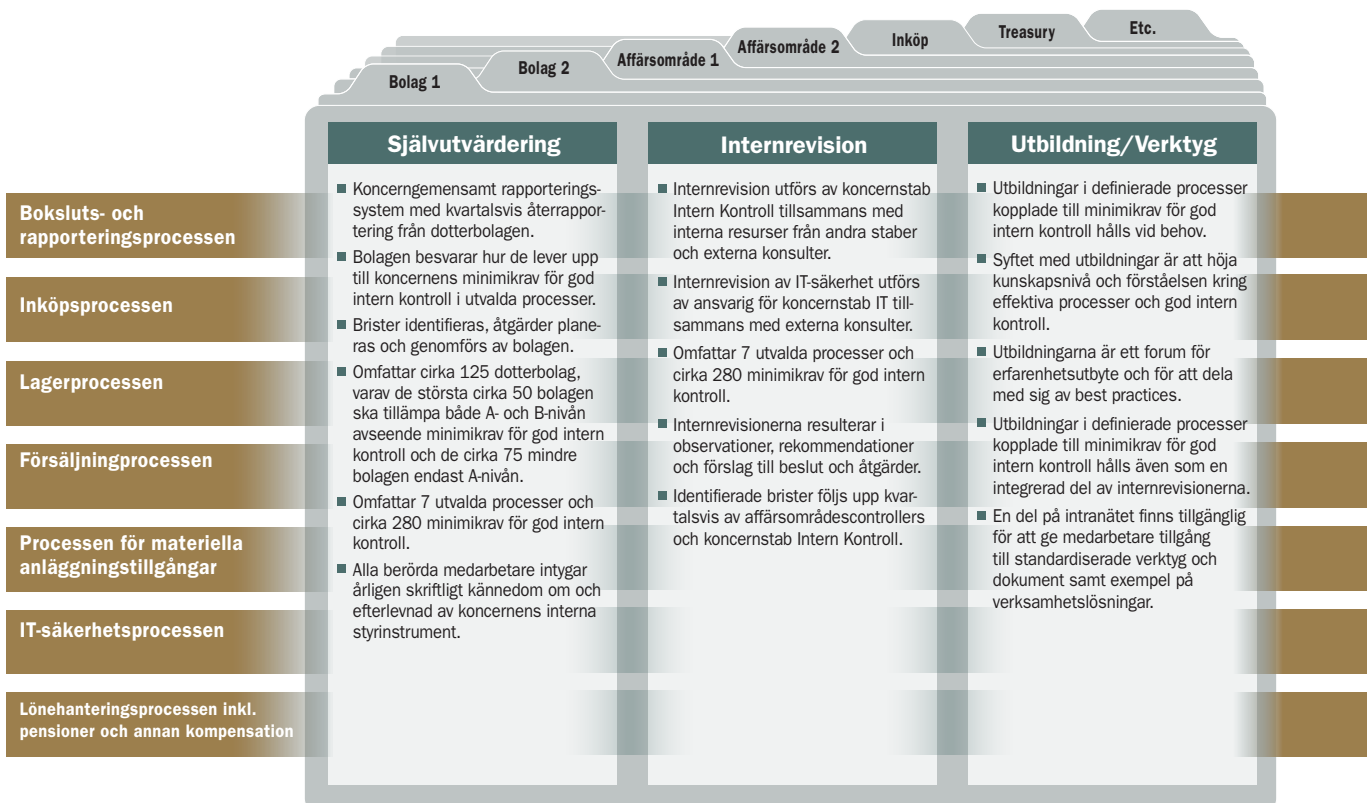 Bolag 1
Bolag 2
Affärsområde 1
Affärsområde 2
Inköp
Treasury
Etc.
Boksluts- och
rapporteringsprocessen
Inköpsprocessen
Lagerprocessen
Försäljningprocessen
Processen för materiella
anläggningstillgångar
IT-säkerhetsprocessen
Lönehanteringsprocessen inkl.
pensioner och annan kompensation
Självutvärdering
■ Koncerngemensamt rapporterings-
system med kvartalsvis återrappor-
tering från dotterbolagen.
■ Bolagen besvarar hur de lever upp
till koncernens minimikrav för god
intern kontroll i utvalda processer.
■ Brister identifieras, åtgärder plane-
ras och genomförs av bolagen.
■ Omfattar cirka 125 dotterbolag,
varav de största cirka 50 bolagen
ska tillämpa både A- och B-nivån
avseende minimikrav för god intern
kontroll och de cirka 75 mindre
bolagen endast A-nivån.
■ Omfattar 7 utvalda processer och
cirka 280 minimikrav för god intern
kontroll.
■ Alla berörda medarbetare intygar
årligen skriftligt kännedom om och
efterlevnad av koncernens interna
styrinstrument.
Internrevision
■ Internrevision utförs av koncernstab
Intern Kontroll tillsammans med
interna resurser från andra staber
och externa konsulter.
■ Internrevision av IT-säkerhet utförs
av ansvarig för koncernstab IT till-
sammans med externa konsulter.
■ Omfattar 7 utvalda processer och
cirka 280 minimikrav för god intern
kontroll.
■ Internrevisionerna resulterar i
observationer, rekommendationer
och förslag till beslut och åtgärder.
■ Identifierade brister följs upp kvar-
talsvis av affärsområdescontrollers
och koncernstab Intern Kontroll.
Utbildning/Verktyg
■ Utbildningar i definierade processer
kopplade till minimikrav för god
intern kontroll hålls vid behov.
■ Syftet med utbildningar är att höja
kunskapsnivå och förståelsen kring
effektiva processer och god intern
kontroll.
■ Utbildningarna är ett forum för
erfarenhetsutbyte och för att dela
med sig av best practices.
■ Utbildningar i definierade processer
kopplade till minimikrav för god
intern kontroll hålls även som en
integrerad del av internrevisionerna.
■ En del på intranätet finns tillgänglig
för att ge medarbetare tillgång
till standardiserade verktyg och
dokument samt exempel på
verksamhetslösningar.